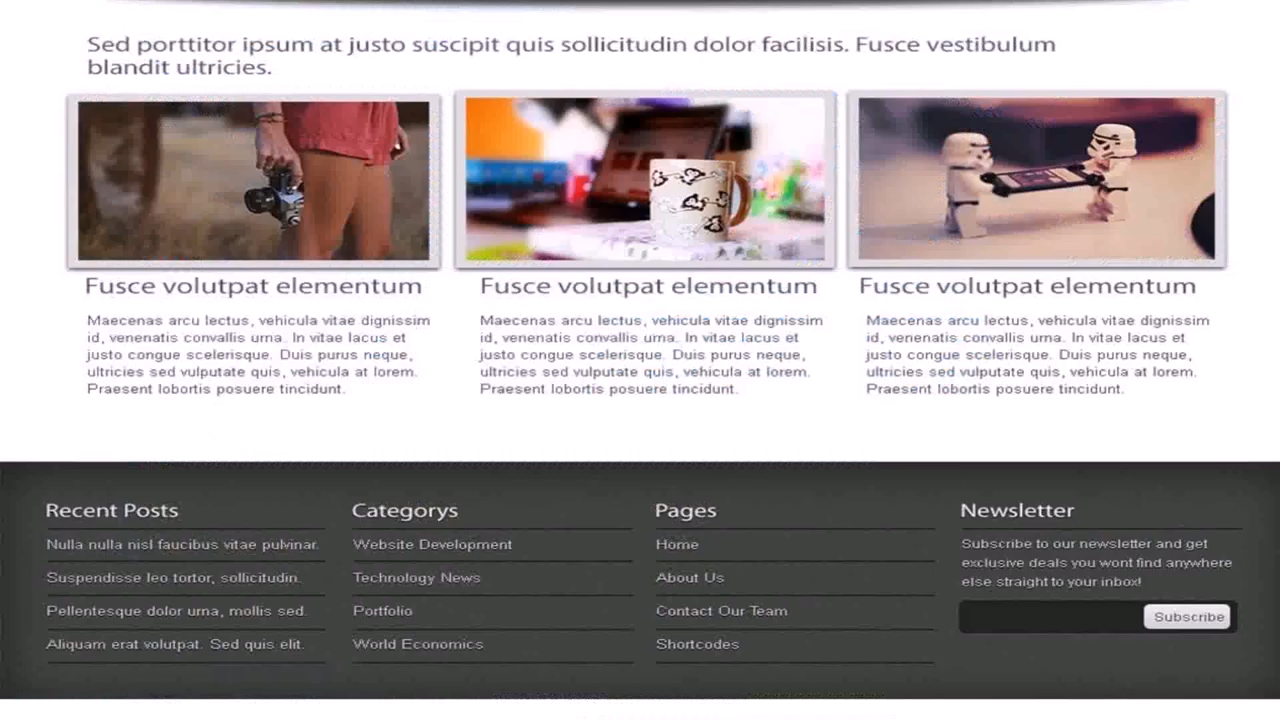 Sed porttitor ipsum at justo suscipit quis sollicitudin dolor facilisis. Fusce vestibulum
blandit ultricies.
Fusce volutpat elementum
Maecenas arcu lectus, vehicula vitae dignissim
id, venenatis convallis urna. In vitae lacus et
justo congue scelerisque. Duis purus neque,
ultricies sed vulputate quis, vehicula at lorem.
Praesent lobortis posuere tincidunt.
Fusce volutpat elementum
Maecenas arcu lectus, vehicula vitae dignissim
id, venenatis convallis urna. In vitae lacus et
justo congue scelerisque. Duis purus neque,
ultricies sed vulputate quis, vehicula at lorem.
Praesent lobortis posuere tincidunt.
Fusce volutpat elementum
Maecenas arcu lectus, vehicula vitae dignissim
id, venenatis convallis urna. In vitae lacus et
justo congue scelerisque. Duis purus neque,
ultricies sed vulputate quis, vehicula at lorem.
Praesent lobortis posuere tincidunt.
Recent Posts
Nulla nulla nisl faucibus vitae pulvinar.
Suspendisse leo tortor, sollicitudin.
Pellentesque dolor urna, mollis sed.
Aliquam erat volutpat. Sed quis elit.
Categorys
Website Development
Technology News
Portfolio
World Economics
Pages
Home
About Us
Contact Our Team
Shortcodes
Newsletter
Subscribe to our newsletter and get
exclusive deals you wont find anywhere
else straight to your inbox!
Subscribe